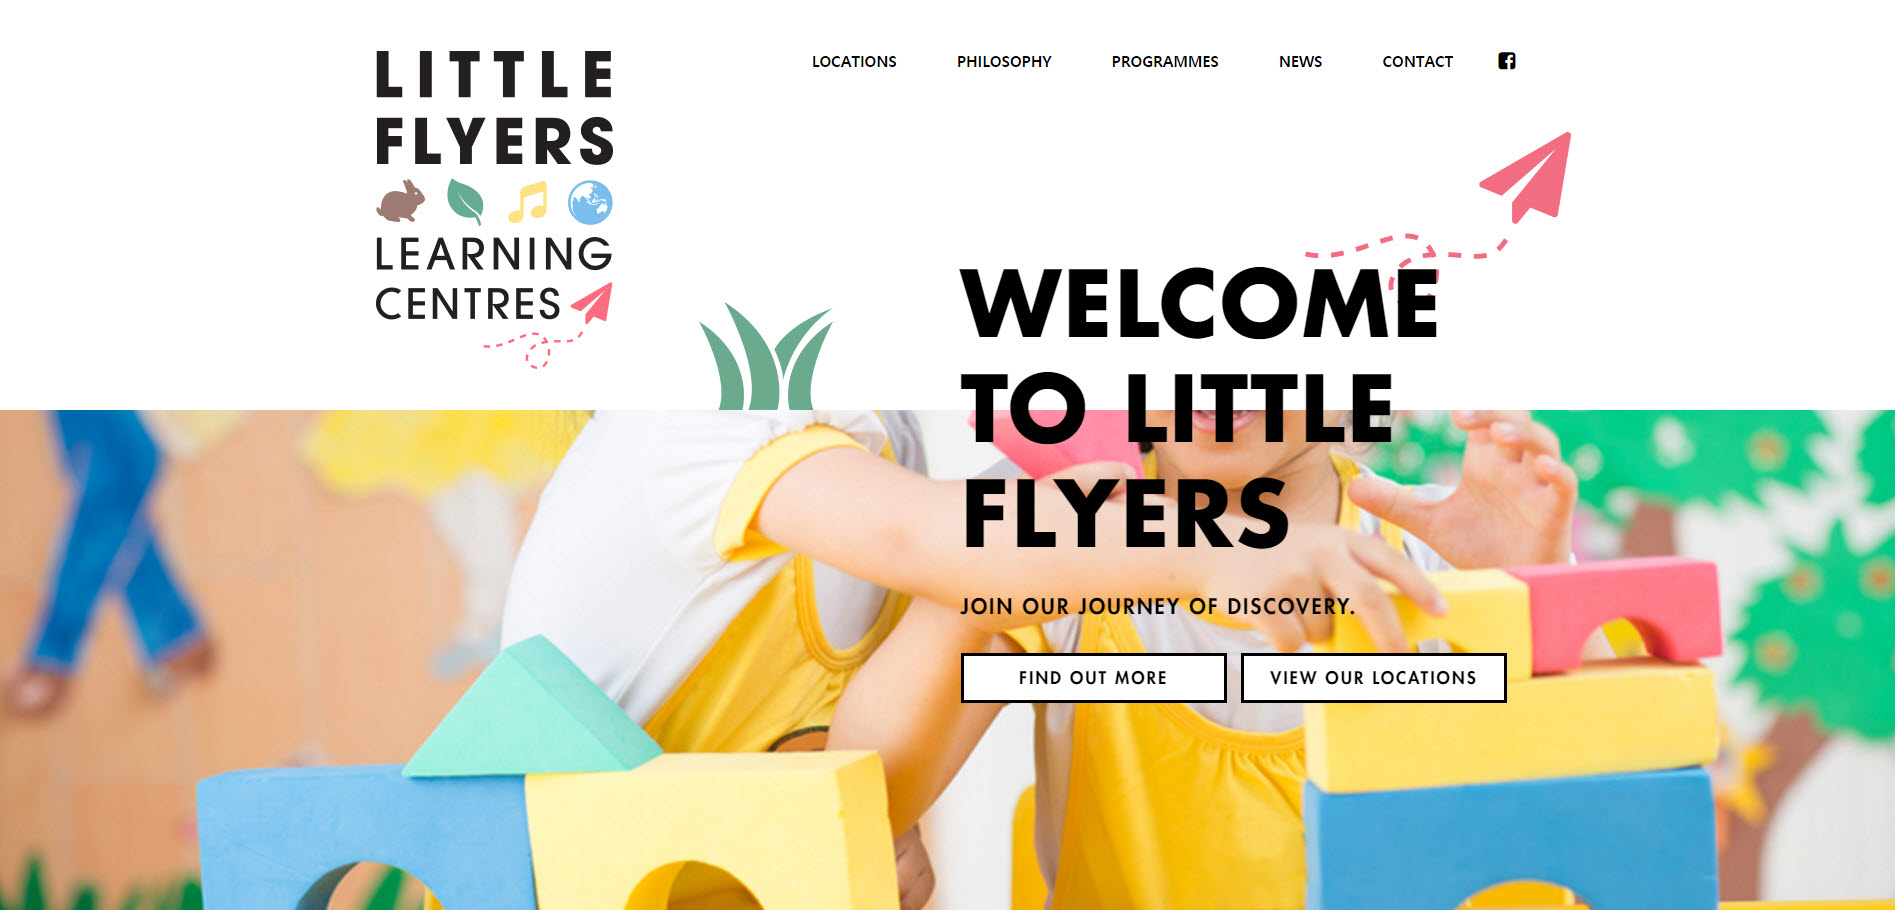 LITTLE
FLYERS
LEARNING
CENTRES
LOCATIONS PHILOSOPHY PROGRAMMES NEWS CONTACT
WELCOME
TO LITTLE
FLYERS
JOIN OUR JOURNEY OF DISCOVERY.
FIND OUT MORE VIEW OUR LOCATIONS